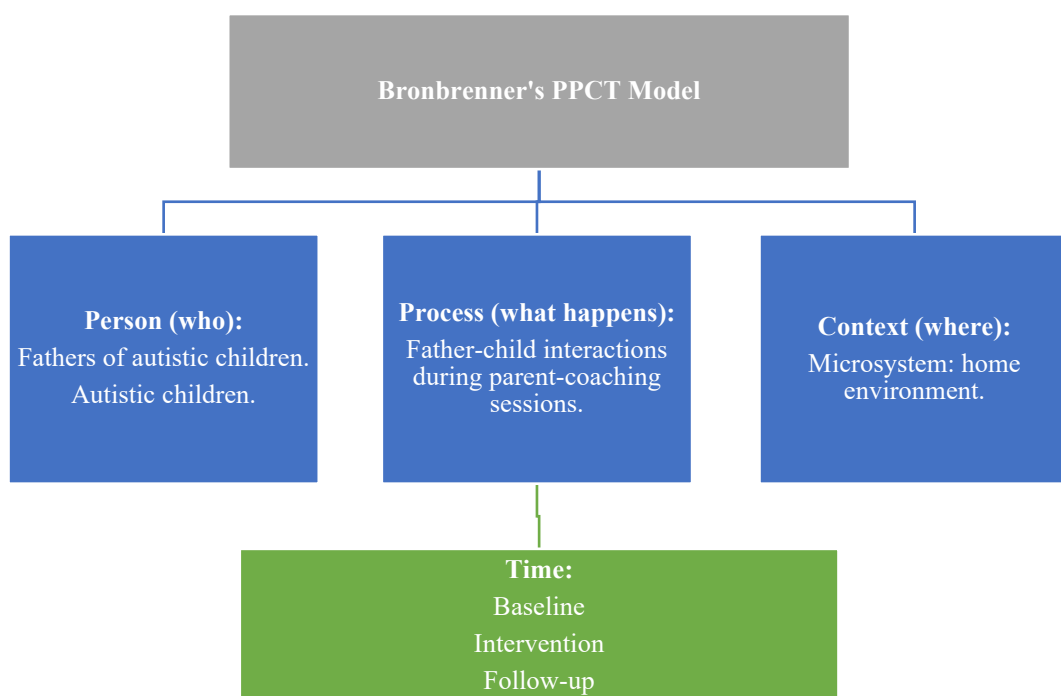 Bronbrenner's PPCT Model
Person (who):
Fathers of autistic children.
Autistic children.
Process (what happens):
Father-child interactions
during parent-coaching
sessions.
Context (where):
Microsystem: home
environment.
Time:
Baseline
Intervention
Follow-up